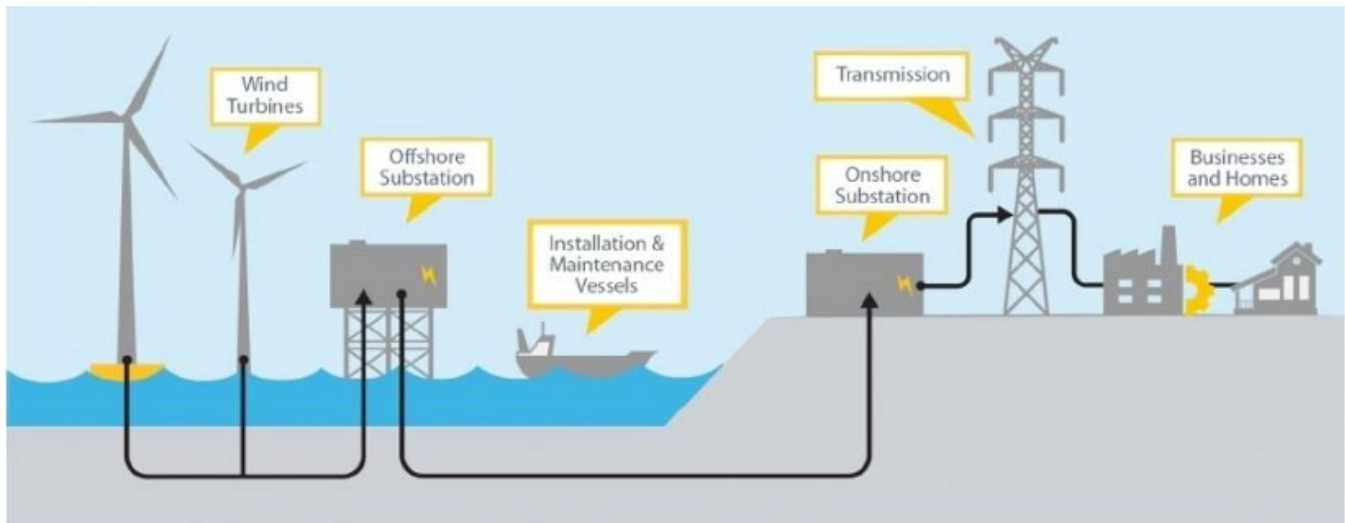 Wind
Turbines
Offshore
Substation
Installation &
Maintenance
Vessels
Transmission
Onshore
Substation
Businesses
and Homes